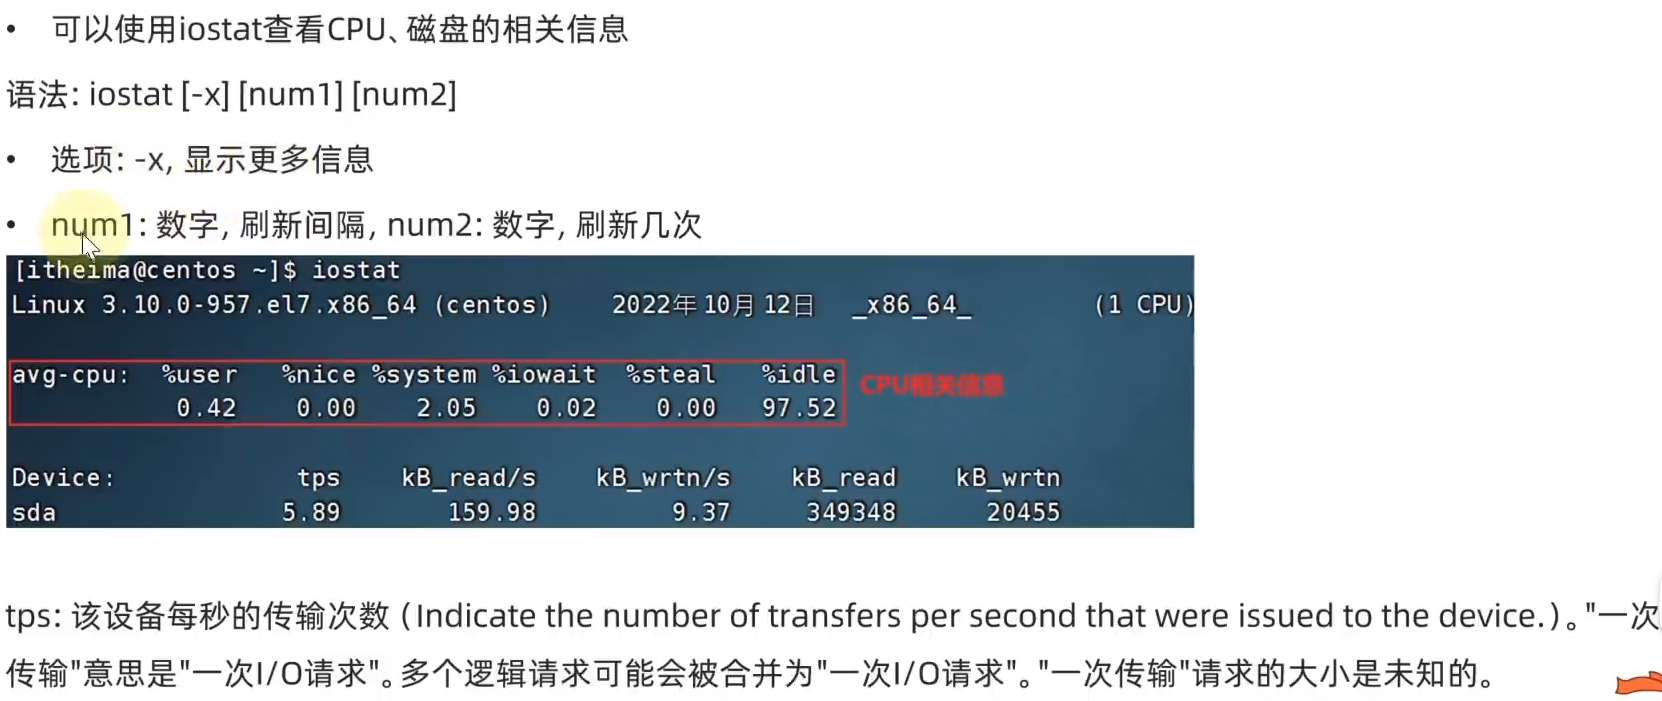 • 可以使用iostat查看CPU、磁盘的相关信息
语法: iostat [-x] [num1] [num2]
• 选项: -x, 显示更多信息
• num1: 数字, 刷新间隔, num2: 数字, 刷新几次
[itheima@centos ~]$ iostat
Linux 3.10.0-957.el7.x86_64 (centos) 2022年10月12日 _x86_64_ (1 CPU)
avg-cpu: %user %nice %system %iowait %steal %idle
0.42 0.00 2.05 0.02 0.00 97.52
CPU相关信息
Device: tps kB_read/s kB_wrtn/s kB_read kB_wrtn
sda 5.89 159.98 9.37 349348 20455
tps: 该设备每秒的传输次数 (Indicate the number of transfers per second that were issued to the device.)。"一次
传输"意思是"一次I/O请求"。多个逻辑请求可能会被合并为"一次I/O请求"。"一次传输"请求的大小是未知的。